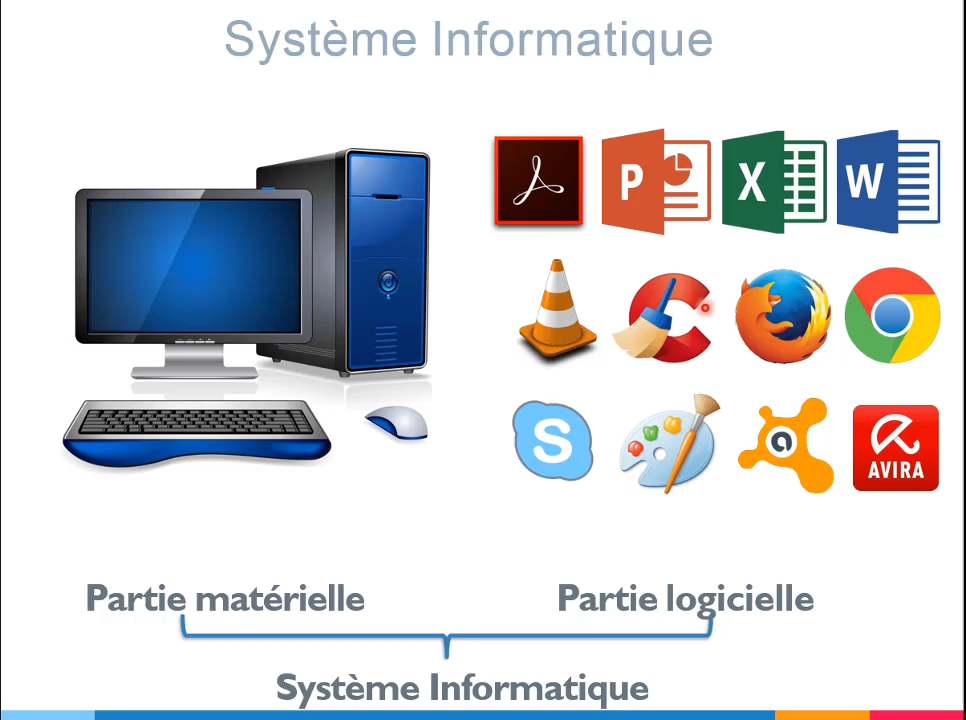 Système Informatique
P
X
W
S
a
AVIRA
Partie matérielle
Partie logicielle
Système Informatique